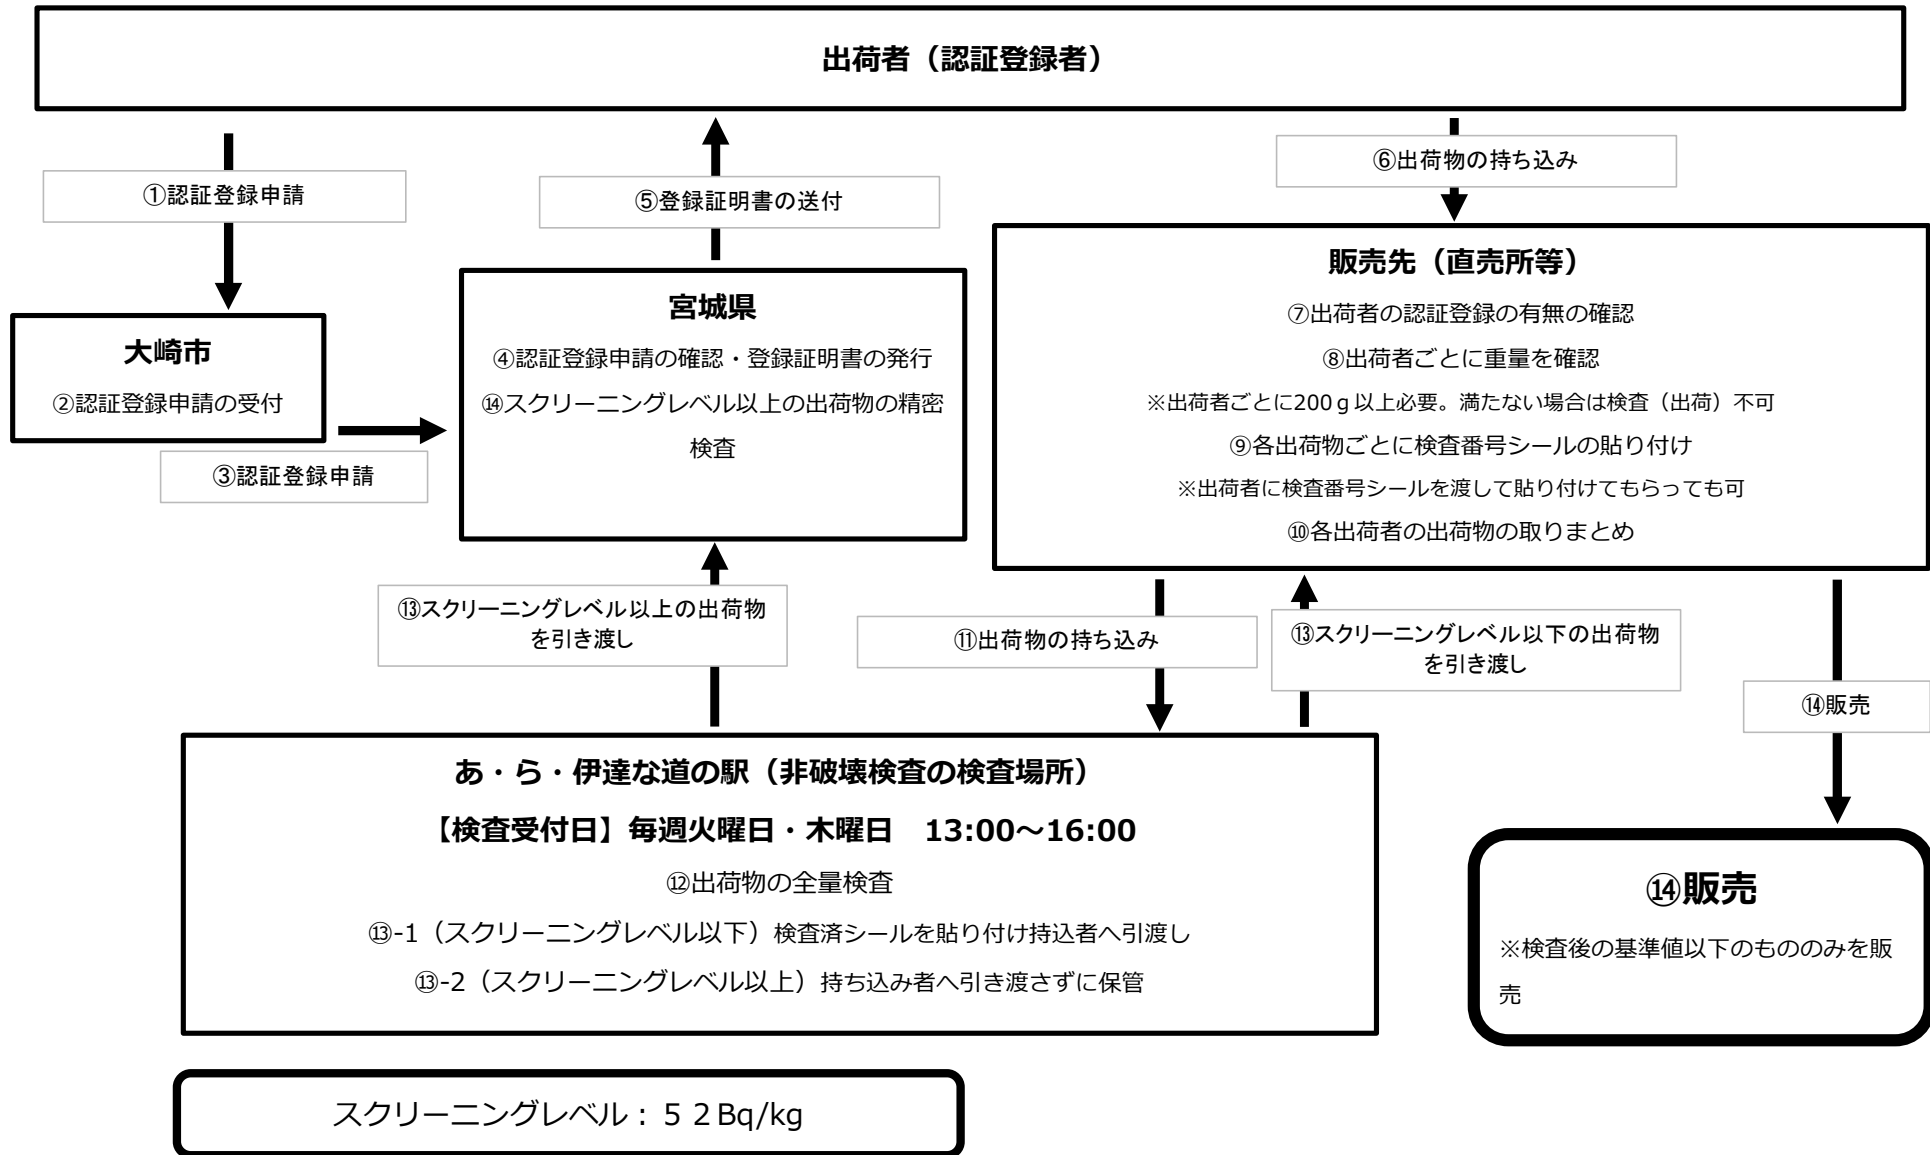 出荷者（認証登録者）
①認証登録申請
⑤登録証明書の送付
⑥出荷物の持ち込み
大崎市
②認証登録申請の受付
③認証登録申請
宮城県
④認証登録申請の確認・登録証明書の発行
⑭スクリーニングレベル以上の出荷物の精密
検査
販売先（直売所等）
⑦出荷者の認証登録の有無の確認
⑧出荷者ごとに重量を確認
※出荷者ごとに200ｇ以上必要。満たない場合は検査（出荷）不可
⑨各出荷物ごとに検査番号シールの貼り付け
※出荷者に検査番号シールを渡して貼り付けてもらっても可
⑩各出荷者の出荷物の取りまとめ
⑬スクリーニングレベル以上の出荷物
を引き渡し
⑪出荷物の持ち込み
⑬スクリーニングレベル以下の出荷物
を引き渡し
⑭販売
あ・ら・伊達な道の駅（非破壊検査の検査場所）
【検査受付日】毎週火曜日・木曜日　13:00～16:00
⑫出荷物の全量検査
⑬-1（スクリーニングレベル以下）検査済シールを貼り付け持込者へ引渡し
⑬-2（スクリーニングレベル以上）持ち込み者へ引き渡さずに保管
⑭販売
※検査後の基準値以下のもののみを販
売
スクリーニングレベル：５２Bq/kg